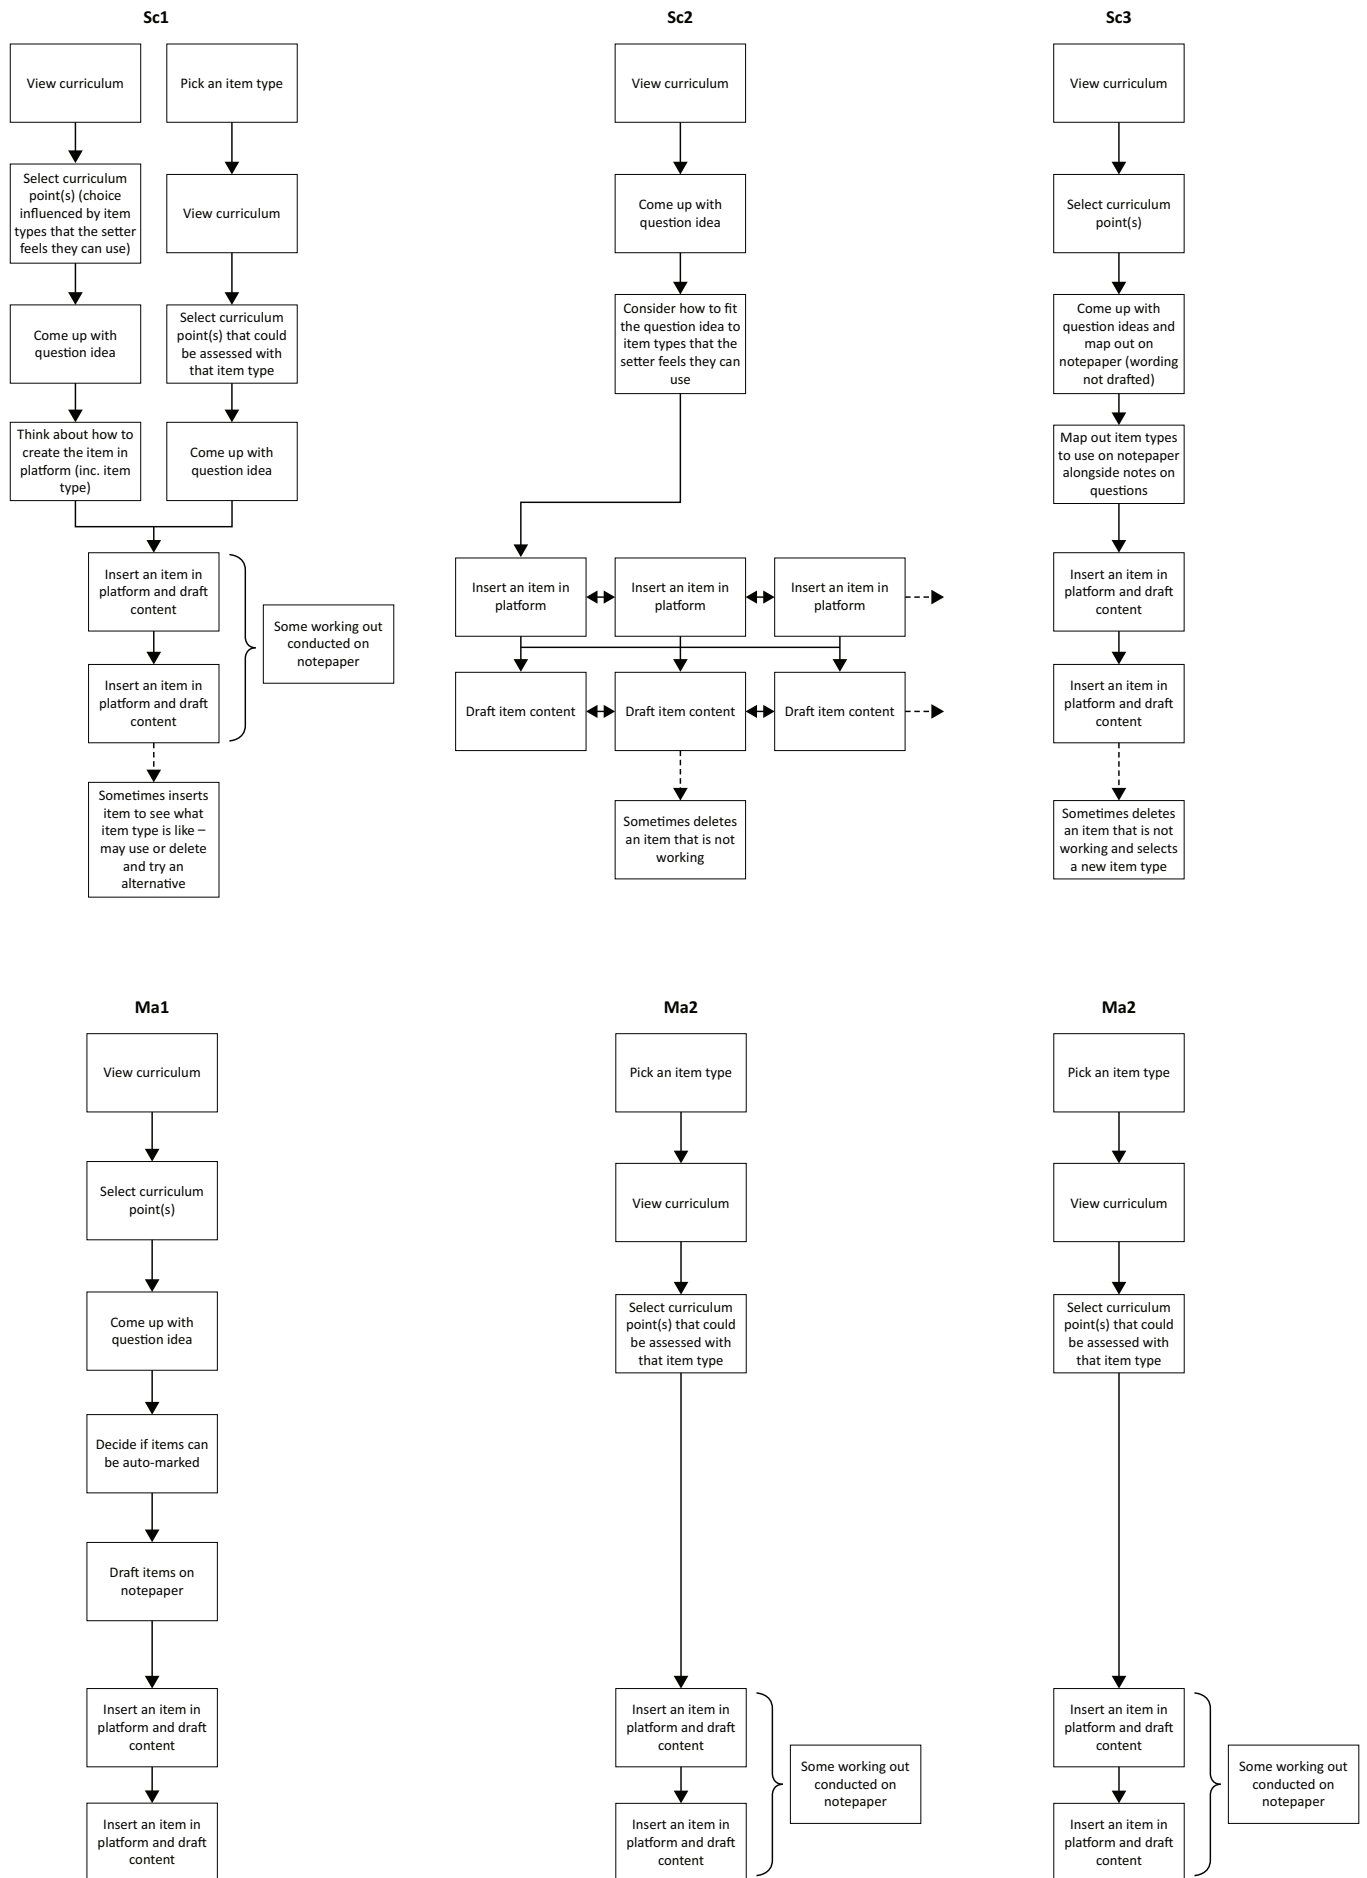 Sc1
View curriculum
Select curriculum
point(s) (choice
influenced by item
types that the setter
feels they can use)
Come up with
question idea
Think about how to
create the item in
platform (inc. item
type)
Pick an item type
View curriculum
Select curriculum
point(s) that could
be assessed with
that item type
Come up with
question idea
Insert an item in
platform and draft
content
Insert an item in
platform and draft
content
Some working out
conducted on
notepaper
Sometimes inserts
item to see what
item type is like –
may use or delete
and try an
alternative
Sc2
View curriculum
Come up with
question idea
Consider how to fit
the question idea to
item types that the
setter feels they can
use
Insert an item in
platform
Insert an item in
platform
Insert an item in
platform
Draft item content
Draft item content
Draft item content
Sometimes deletes
an item that is not
working
Sc3
View curriculum
Select curriculum
point(s)
Come up with
question ideas and
map out on
notepaper (wording
not drafted)
Map out item types
to use on notepaper
alongside notes on
questions
Insert an item in
platform and draft
content
Insert an item in
platform and draft
content
Sometimes deletes
an item that is not
working and selects
a new item type
Ma1
View curriculum
Select curriculum
point(s)
Come up with
question idea
Decide if items can
be auto-marked
Draft items on
notepaper
Insert an item in
platform and draft
content
Insert an item in
platform and draft
content
Ma2
Pick an item type
View curriculum
Select curriculum
point(s) that could
be assessed with
that item type
Insert an item in
platform and draft
content
Insert an item in
platform and draft
content
Some working out
conducted on
notepaper
Ma2
Pick an item type
View curriculum
Select curriculum
point(s) that could
be assessed with
that item type
Insert an item in
platform and draft
content
Insert an item in
platform and draft
content
Some working out
conducted on
notepaper